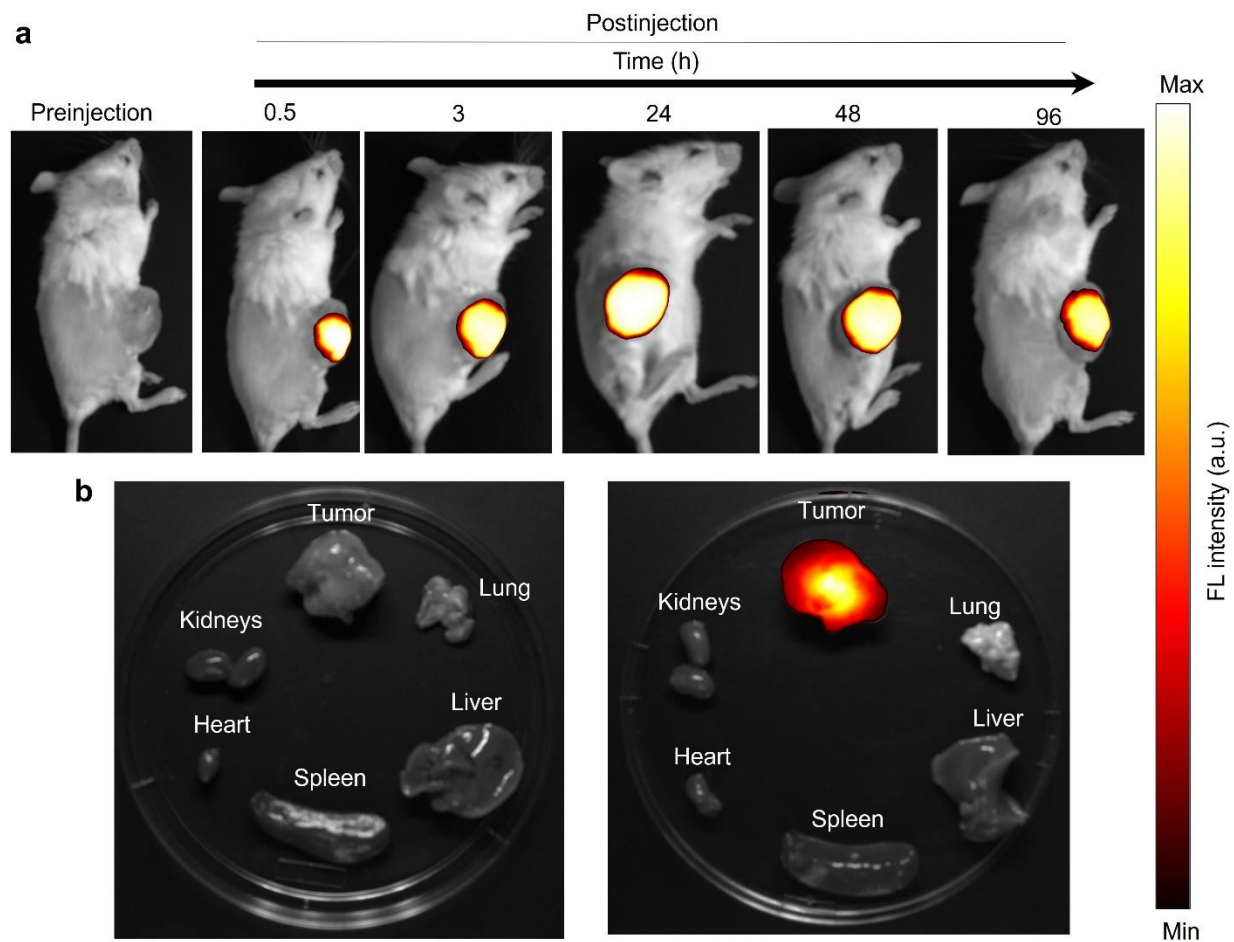 a
Postinjection
Time (h)
Preinjection
0.5
3
24
48
96
Max
b
Tumor
Lung
Kidneys
Liver
Heart
Spleen
Tumor
Kidneys
Lung
Liver
Heart
Spleen
FL intensity (a.u.)
Min